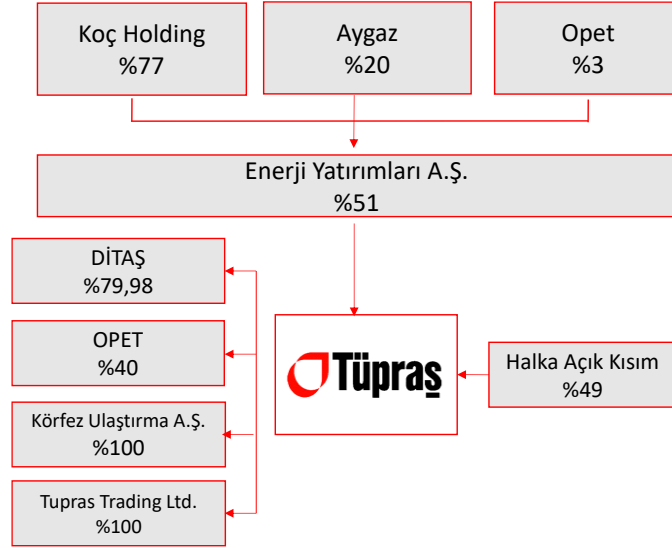 Koç Holding
%77
Aygaz
%20
Opet
%3
Enerji Yatırımları A.Ş.
%51
DİTAŞ
%79,98
OPET
%40
Körfez Ulaştırma A.Ş.
%100
Tupras Trading Ltd.
%100
Tüpraş
Halka Açık Kısım
%49